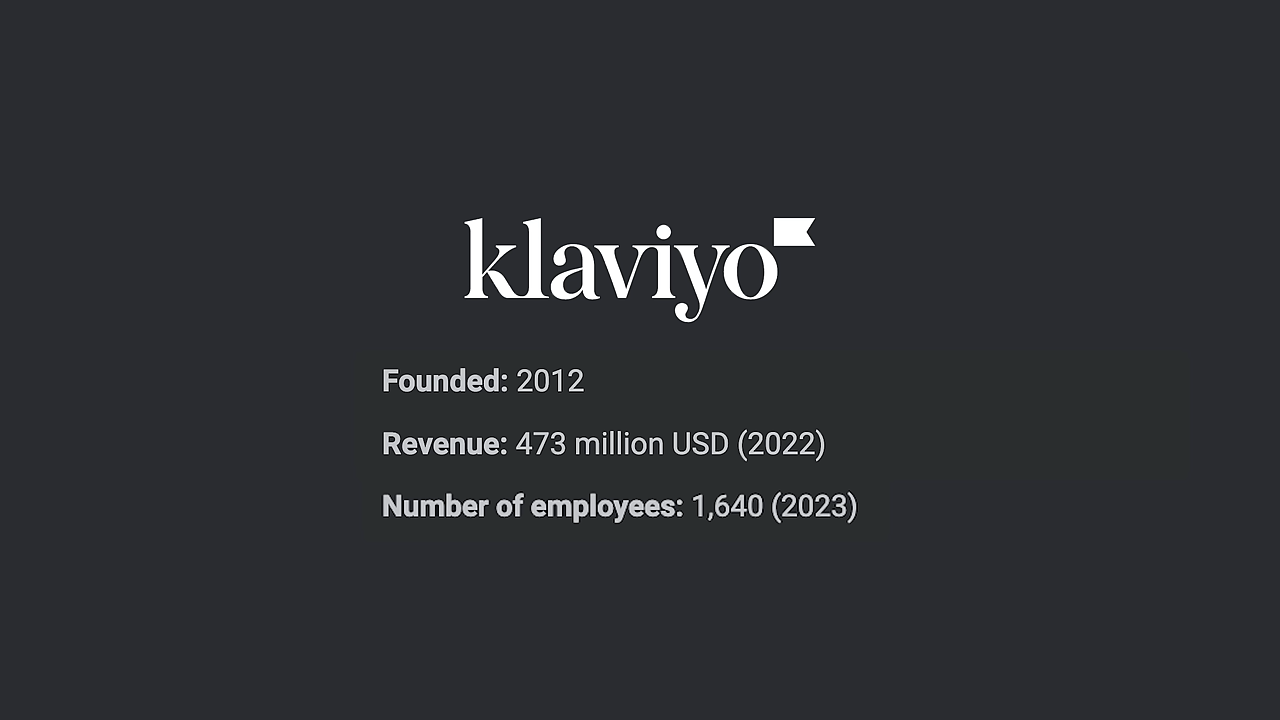 klaviyo
Founded: 2012
Revenue: 473 million USD (2022)
Number of employees: 1,640 (2023)